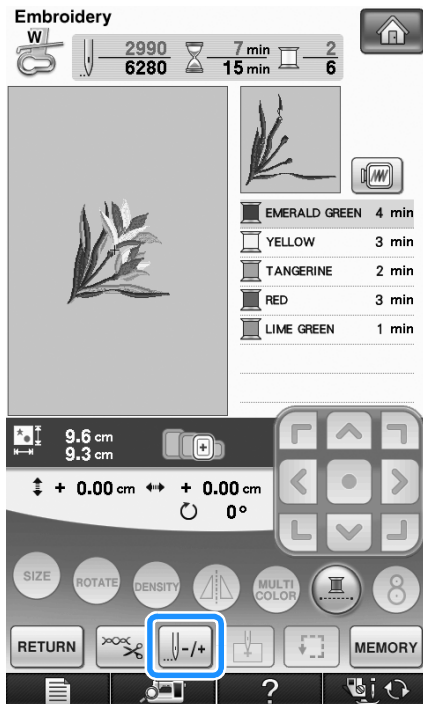 Embroidery
W
2990 7 min 2
6280 15 min 6
EMERALD GREEN 4 min
YELLOW 3 min
TANGERINE 2 min
RED 3 min
LIME GREEN 1 min
9.6 cm
9.3 cm
+ 0.00 cm + 0.00 cm
0°
SIZE ROTATE DENSITY MULTI COLOR 8
RETURN -/+ MEMORY
?